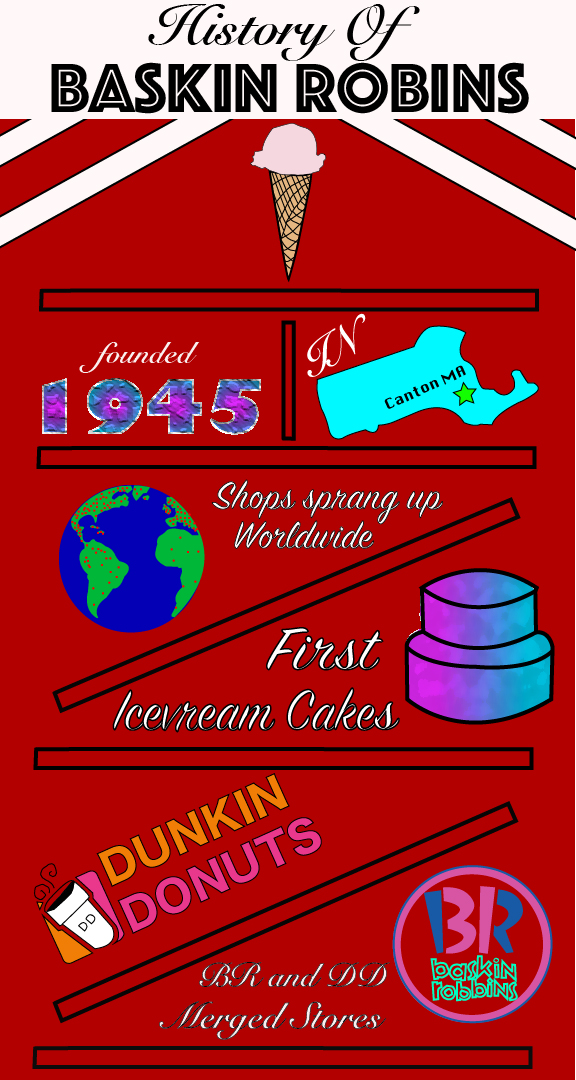 History Of
BASKIN ROBINS
founded
1945
IN
Canton MA
Shops sprang up
Worldwide
First
Icevream Cakes
DUNKIN
DONUTS
DD
BR
baskin
robbins
BR and DD
Merged Stores